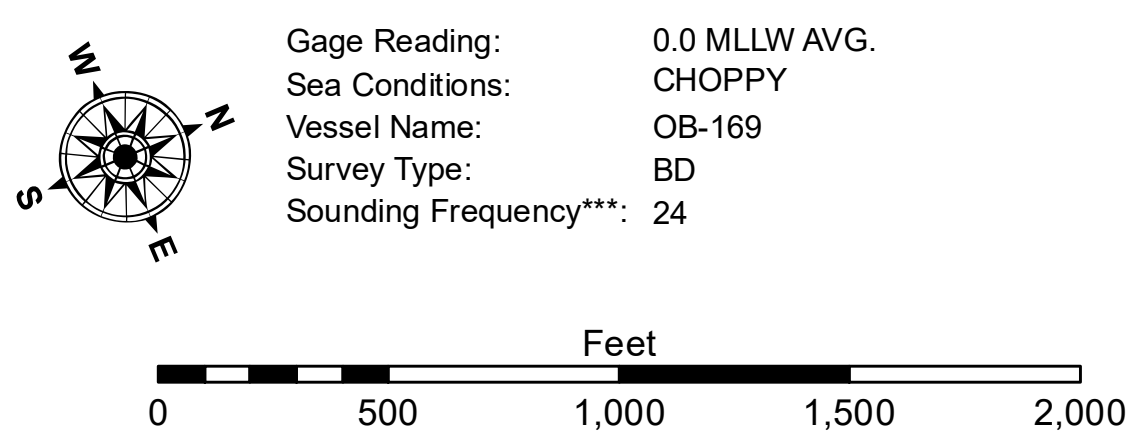 W
N
S
E
Gage Reading: 0.0 MLLW AVG.
Sea Conditions: CHOPPY
Vessel Name: OB-169
Survey Type: BD
Sounding Frequency***: 24
Feet
0 500 1,000 1,500 2,000